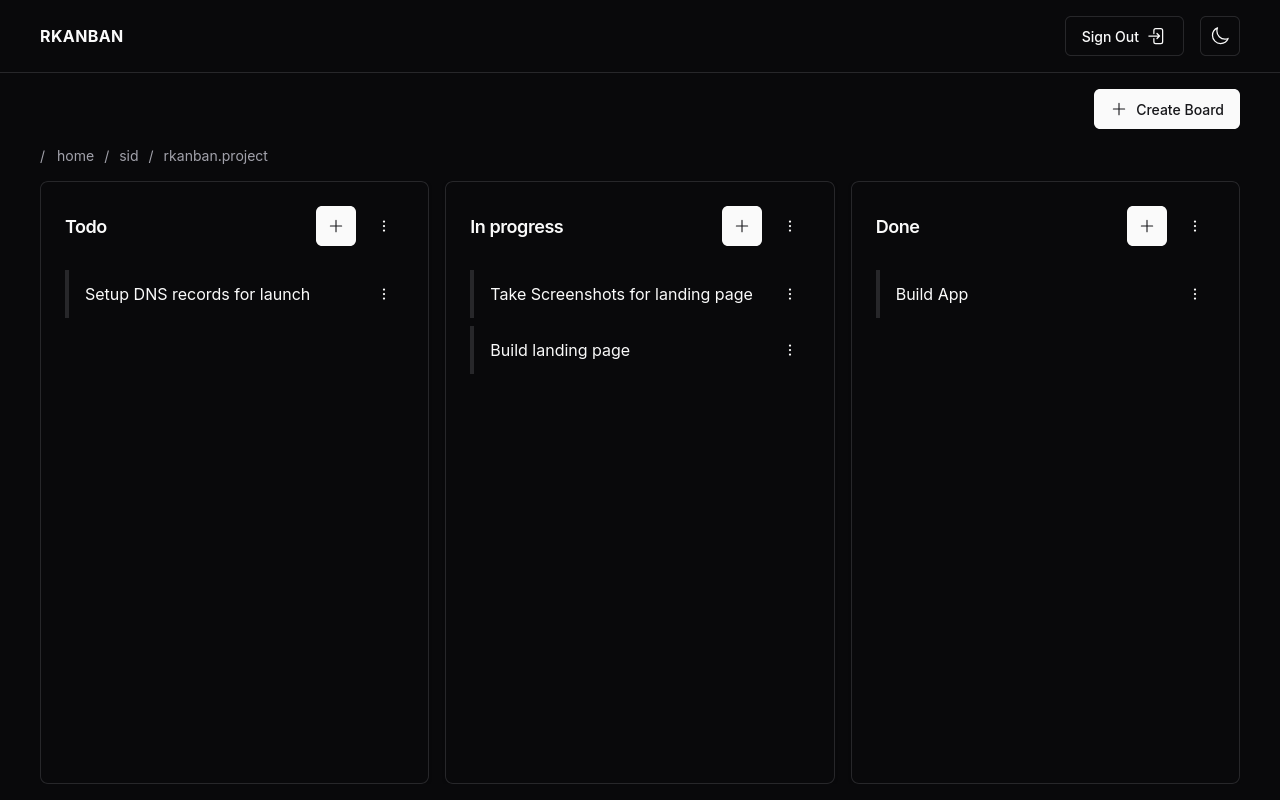 RKANBAN
Sign Out
Create Board
/ home / sid / rkanban.project
Todo
Setup DNS records for launch
In progress
Take Screenshots for landing page
Build landing page
Done
Build App